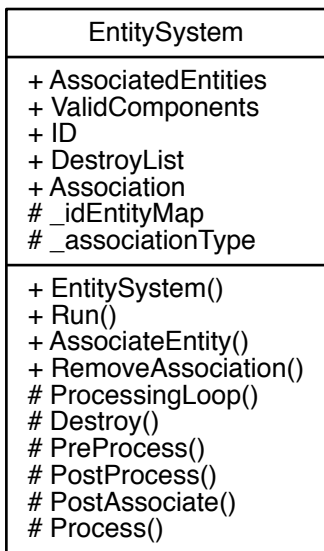 EntitySystem
+ AssociatedEntities
+ ValidComponents
+ ID
+ DestroyList
+ Association
# _idEntityMap
# _associationType
+ EntitySystem()
+ Run()
+ AssociateEntity()
+ RemoveAssociation()
# ProcessingLoop()
# Destroy()
# PreProcess()
# PostProcess()
# PostAssociate()
# Process()